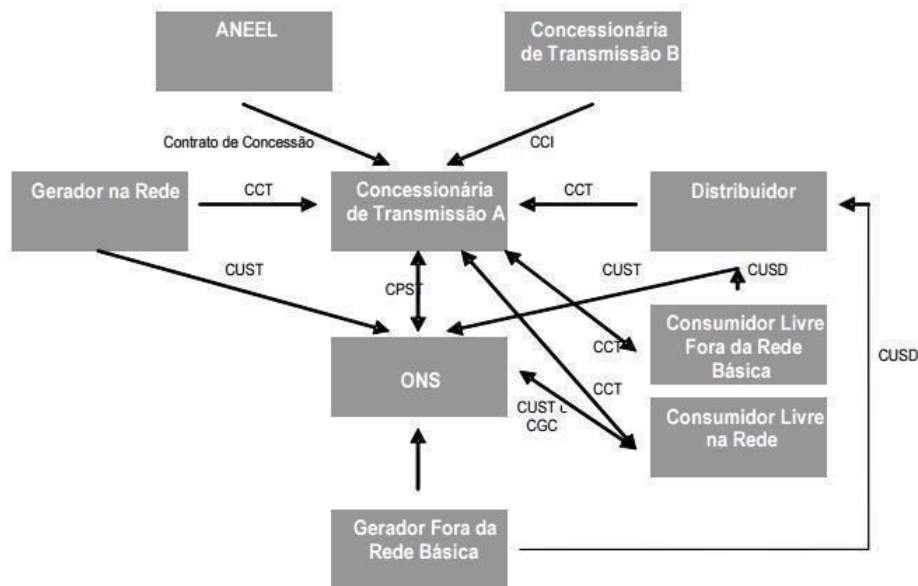 ANEEL
Concessionária
de Transmissão B
Contrato de Concessão
CCI
Gerador na Rede
CCT
Concessionária
de Transmissão A
CCT
Distribuidor
CUST
CPST
CUST
CUSD
ONS
CCT
Consumidor Livre
Fora da Rede
Básica
CUSD
CCT
CUST
CGC
Consumidor Livre
na Rede
Gerador Fora da
Rede Básica